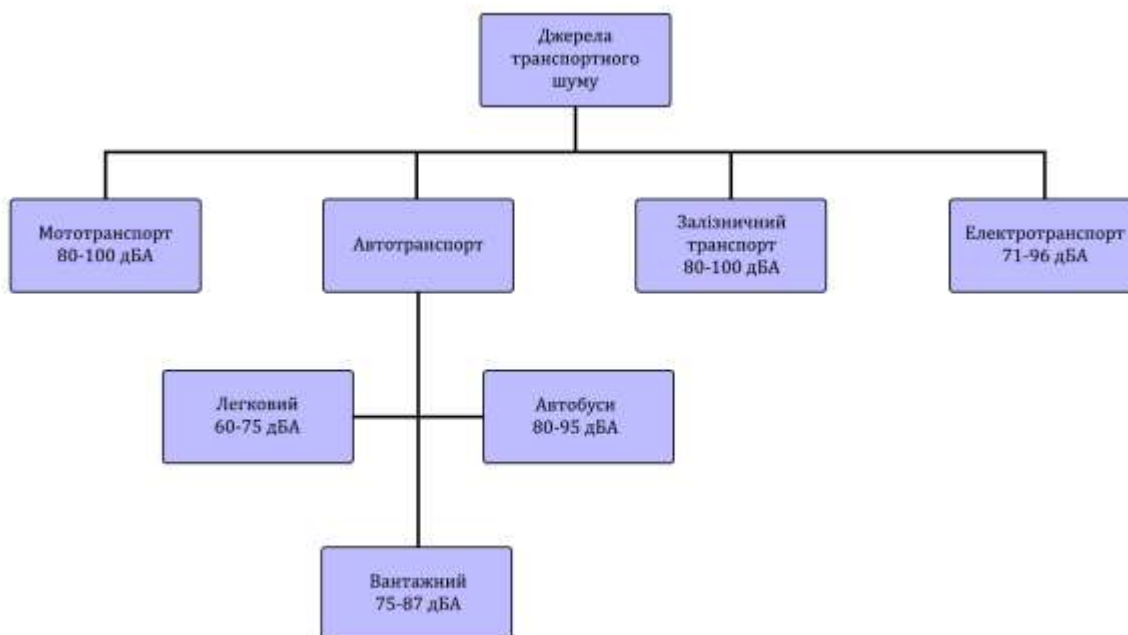 Джерела
транспортного
шуму
Мототранспорт
80-100 дБА
Автотранспорт
Залізничний
транспорт
80-100 дБА
Електротранспорт
71-96 дБА
Легковий
60-75 дБА
Автобуси
80-95 дБА
Вантажний
75-87 дБА